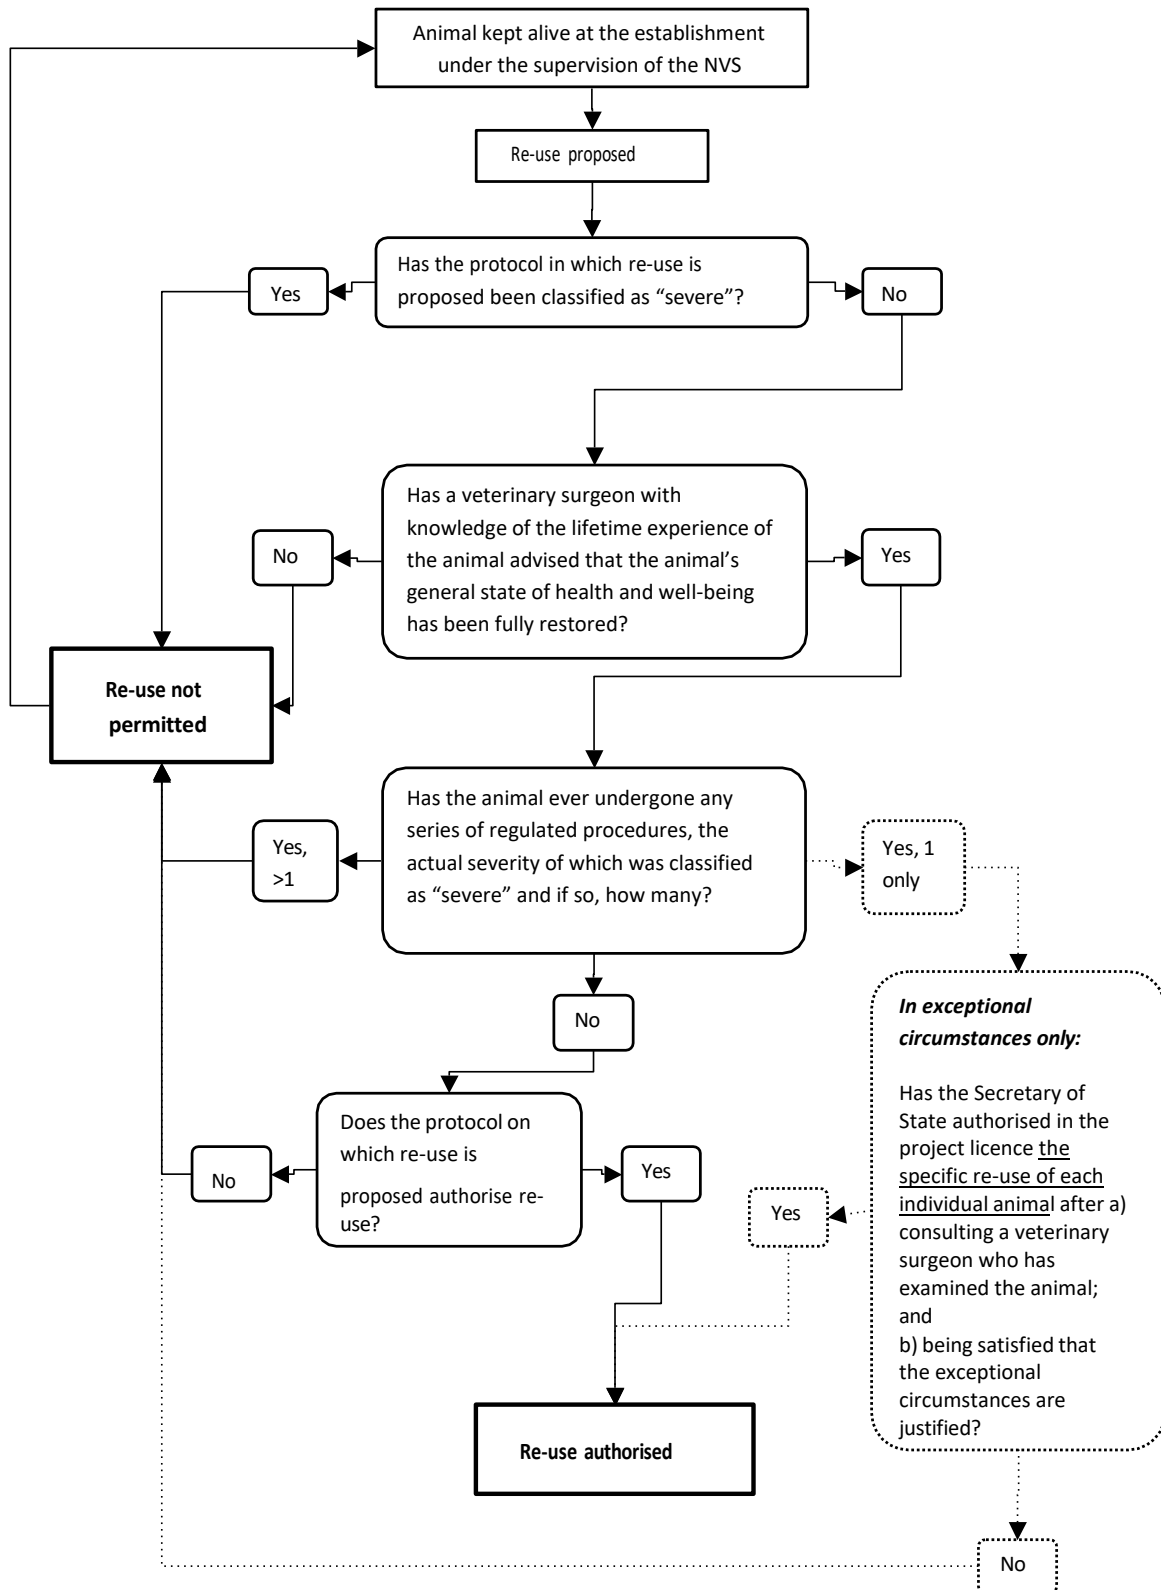 Animal kept alive at the establishment
under the supervision of the NVS
Re-use proposed
Has the protocol in which re-use is
proposed been classified as “severe”?
Yes
No
Has a veterinary surgeon with
knowledge of the lifetime experience of
the animal advised that the animal’s
general state of health and well-being
has been fully restored?
No
Yes
Re-use not
permitted
Has the animal ever undergone any
series of regulated procedures, the
actual severity of which was classified
as “severe” and if so, how many?
Yes,
>1
Yes, 1
only
No
In exceptional
circumstances only:
Has the Secretary of
State authorised in the
project licence the
specific re-use of each
individual animal after a)
consulting a veterinary
surgeon who has
examined the animal;
and
b) being satisfied that
the exceptional
circumstances are
justified?
Does the protocol on
which re-use is
proposed authorise re-
use?
No
Yes
Yes
Re-use authorised
No